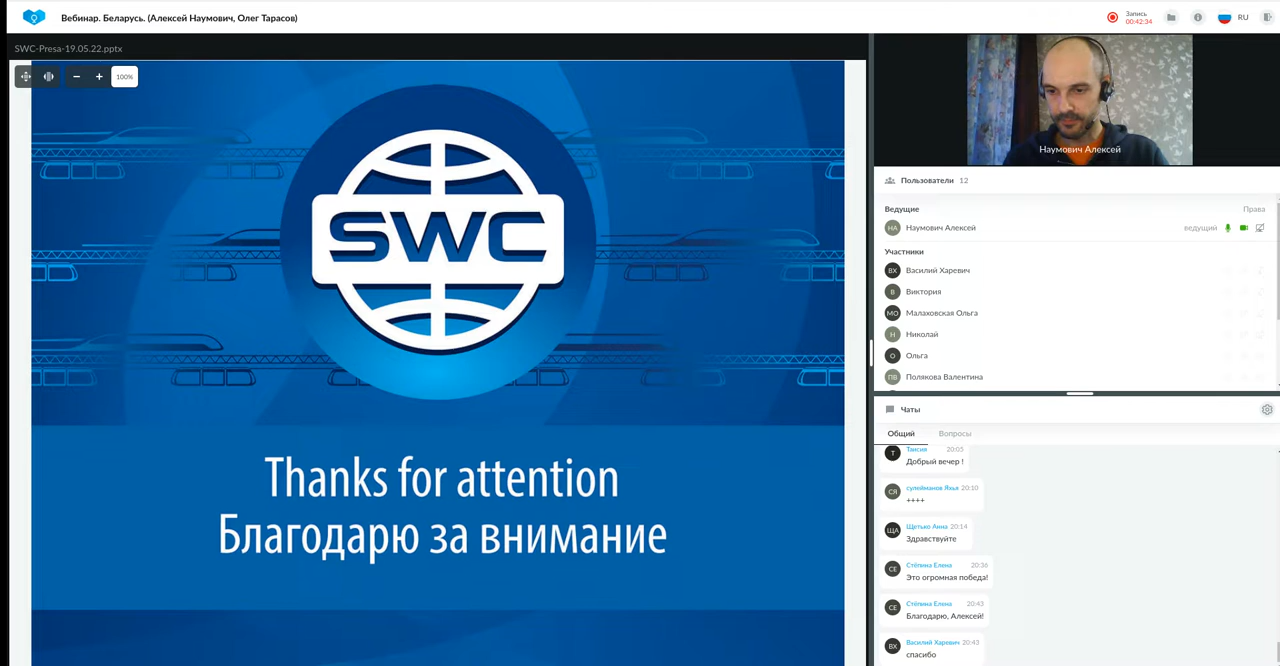 Вебинар. Беларусь. (Алексей Наумович, Олег Тарасов)
Запись
00:42:34
RU
SWC-Presa-19.05.22.pptx
100%
SWC
Thanks for attention
Благодарю за внимание
Наумович Алексей
Пользователи 12
Ведущие Права
НА Наумович Алексей ведущий
Участники
ВХ Василий Харевич
В Виктория
МО Малаховская Ольга
Н Николай
О Ольга
ПВ Полякова Валентина
Чаты
Общий Вопросы
Т Таисия 20:05
Добрый вечер !
СЯ сулейманов Яхья 20:10
++++
ЩА Щетько Анна 20:14
Здравствуйте
СЕ Стёпина Елена 20:36
Это огромная победа!
СЕ Стёпина Елена 20:43
Благодарю, Алексей!
ВХ Василий Харевич 20:43
спасибо